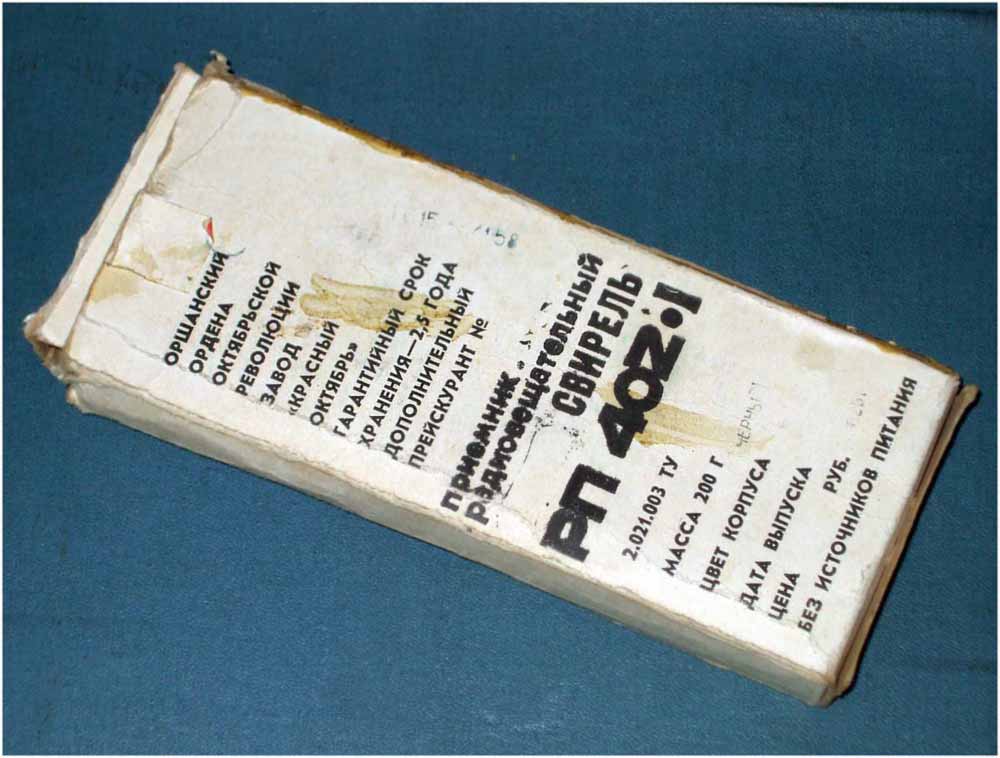 ОРШАНСКИЙ
ОРДЕНА
ОКТЯБРЬСКОЙ
РЕВОЛЮЦИИ
ЗАВОД
«КРАСНЫЙ
ОКТЯБРЬ»
ГАРАНТИЙНЫЙ СРОК
ХРАНЕНИЯ—2,5 ГОДА
ДОПОЛНИТЕЛЬНЫЙ
ПРЕЙСКУРАНТ №
приемник
радиовещательный
СВИРЕЛЬ
РП 402·1
2.021.003 ТУ
МАССА 200 Г
ЦВЕТ КОРПУСА ЧЕРНЫЙ
ДАТА ВЫПУСКА
ЦЕНА РУБ.
БЕЗ ИСТОЧНИКОВ ПИТАНИЯ